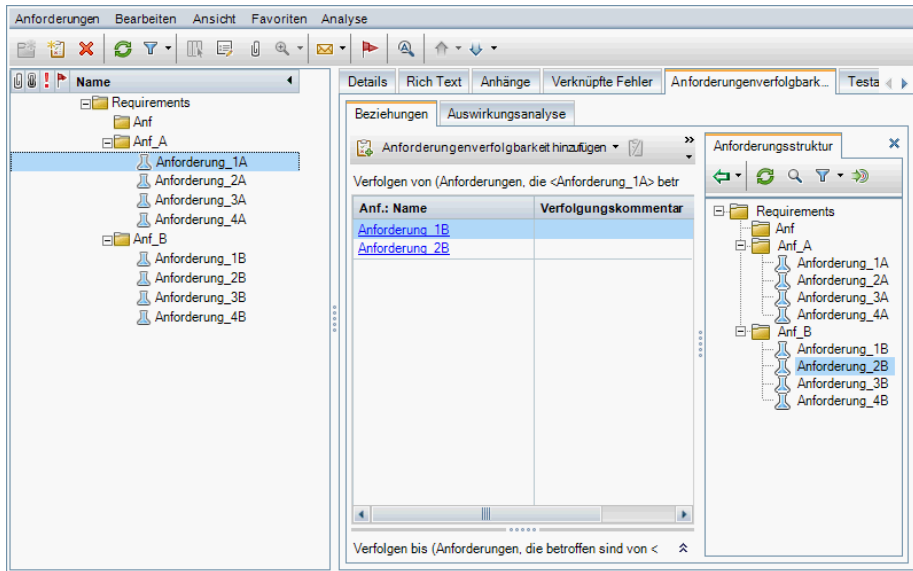 Anforderungen Bearbeiten Ansicht Favoriten Analyse
Name
Requirements
Anf
Anf_A
Anforderung_1A
Anforderung_2A
Anforderung_3A
Anforderung_4A
Anf_B
Anforderung_1B
Anforderung_2B
Anforderung_3B
Anforderung_4B
Details Rich Text Anhänge Verknüpfte Fehler Anforderungenverfolgbark... Testa
Beziehungen Auswirkungsanalyse
Anforderungenverfolgbarkeit hinzufügen
Verfolgen von (Anforderungen, die <Anforderung_1A> betr
Anf.: Name Verfolgungskommentar
Anforderung_1B
Anforderung_2B
Verfolgen bis (Anforderungen, die betroffen sind von <
Anforderungsstruktur
Requirements
Anf
Anf_A
Anforderung_1A
Anforderung_2A
Anforderung_3A
Anforderung_4A
Anf_B
Anforderung_1B
Anforderung_2B
Anforderung_3B
Anforderung_4B